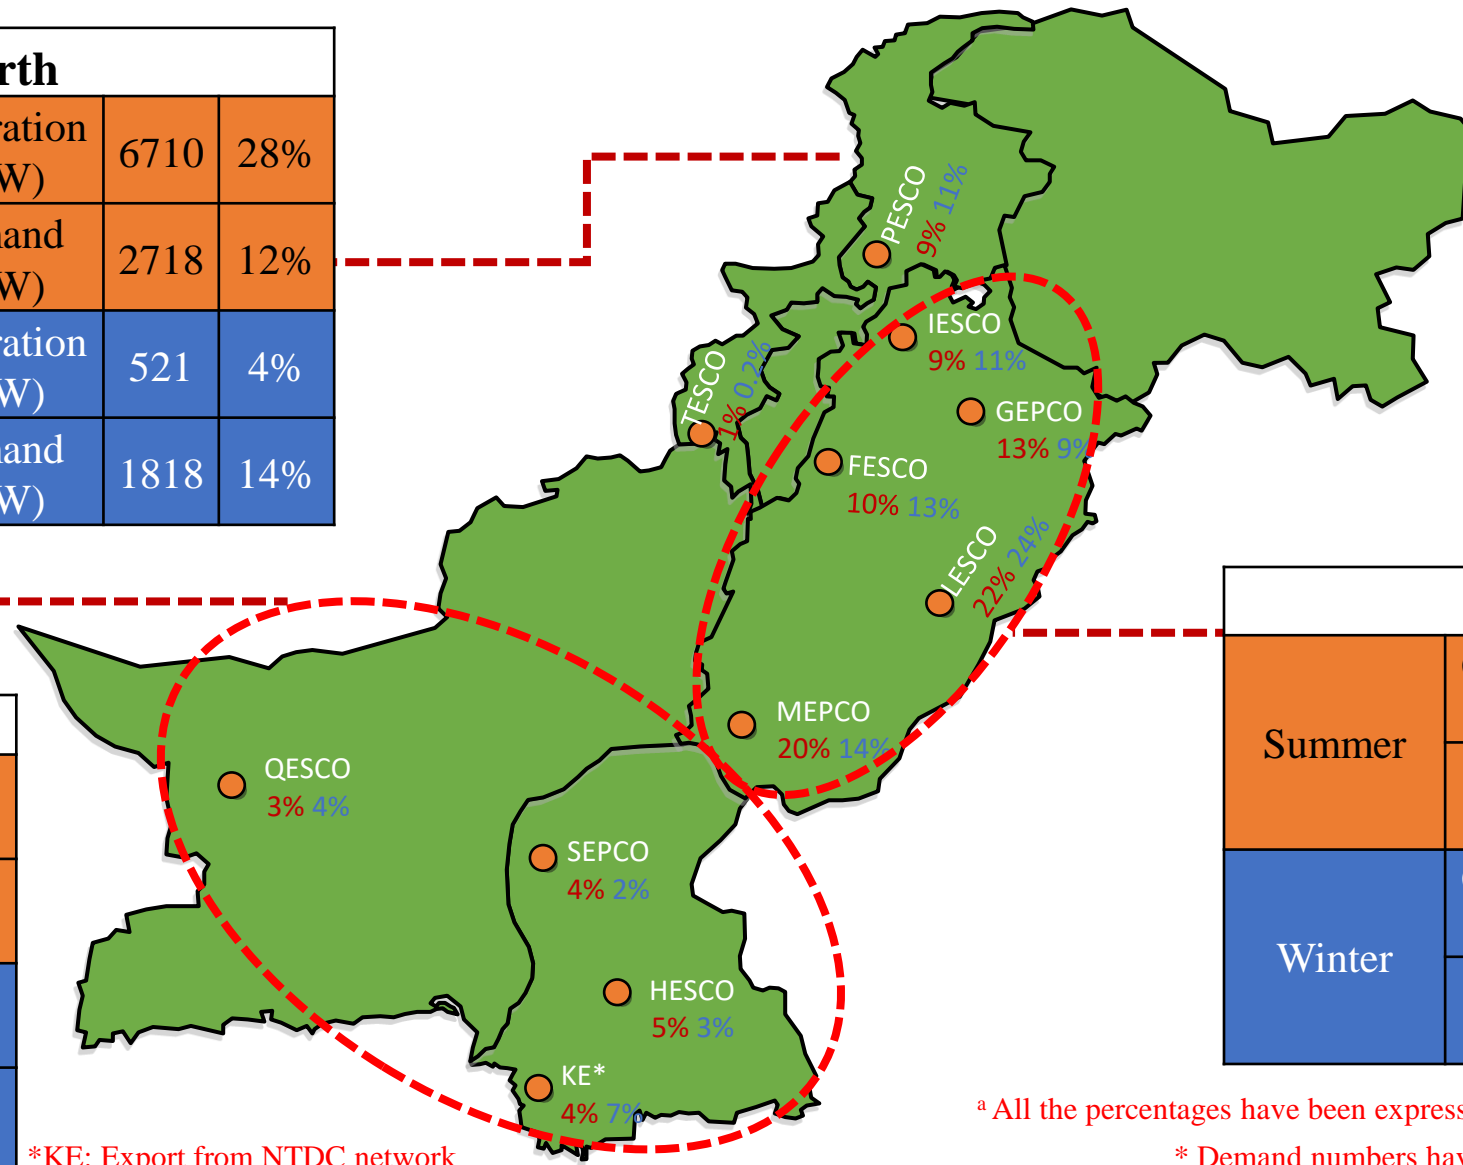 rth
ration
W)
6710 28%
nand
W)
2718 12%
ration
W)
521 4%
nand
W)
1818 14%
PESCO
9% 11%
IESCO
9% 11%
TESCO
1% 0.2%
GEPCO
13% 9%
FESCO
10% 13%
LESCO
22% 24%
MEPCO
20% 14%
QESCO
3% 4%
SEPCO
4% 2%
HESCO
5% 3%
KE*
4% 7%
Summer
Winter
*KE: Export from NTDC network
a All the percentages have been express
* Demand numbers hav